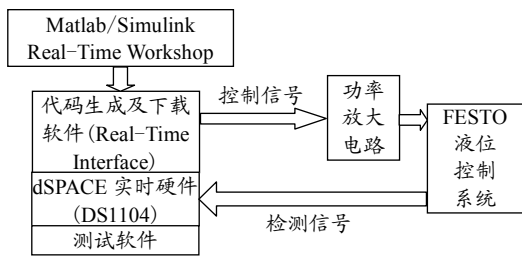 Matlab/Simulink
Real-Time Workshop
代码生成及下载
软件(Real-Time
Interface)
dSPACE 实时硬件
(DS1104)
测试软件
控制信号
功率
放大
电路
FESTO
液位
控制
系统
检测信号